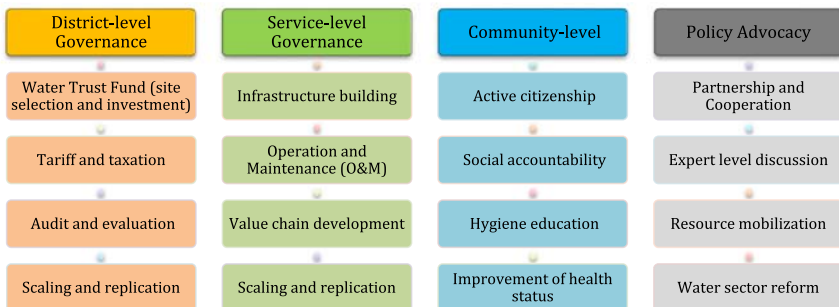 District-level
Governance
Service-level
Governance
Community-level
Policy Advocacy
Water Trust Fund (site
selection and investment)
Infrastructure building
Active citizenship
Partnership and
Cooperation
Tariff and taxation
Operation and
Maintenance (O&M)
Social accountability
Expert level discussion
Audit and evaluation
Value chain development
Hygiene education
Resource mobilization
Scaling and replication
Scaling and replication
Improvement of health
status
Water sector reform